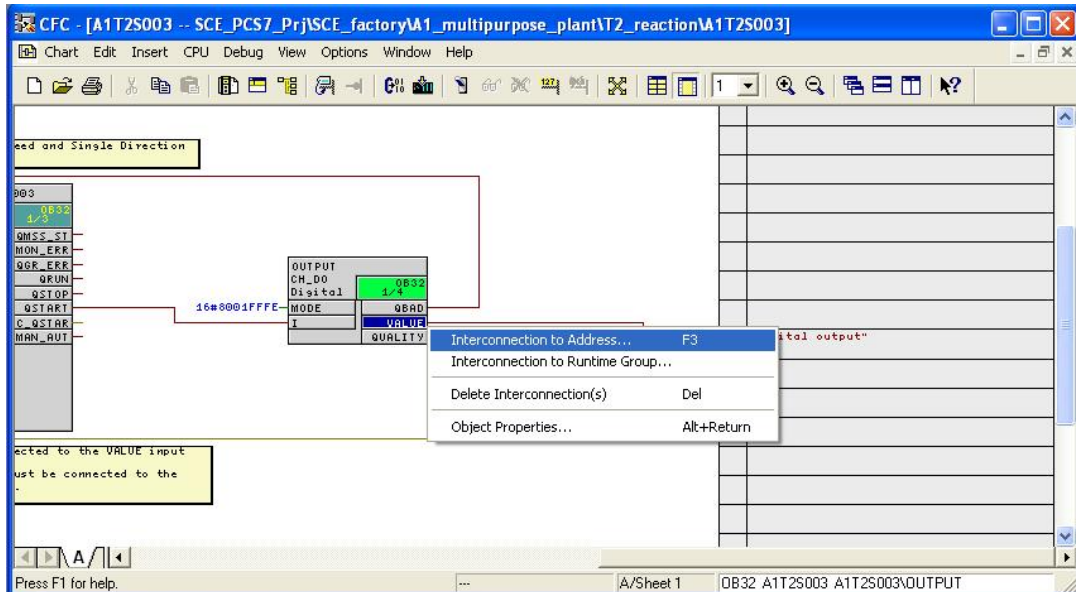 CFC - [A1T2S003 -- SCE_PCS7_Prj\SCE_factory\A1_multipurpose_plant\T2_reaction\A1T2S003]
Chart Edit Insert CPU Debug View Options Window Help
1
eed and Single Direction
003
OB32
1/3
QMSS_ST
MON_ERR
QGR_ERR
QRUN
QSTOP
QSTART
C_QSTAR
MAN_AUT
OUTPUT
CH_DO
Digital
OB32
1/4
16#8001FFFE
MODE
QBAD
I
VALUE
QUALITY
Interconnection to Address... F3
Interconnection to Runtime Group...
Delete Interconnection(s) Del
Object Properties... Alt+Return
ital output"
ected to the VALUE input
ust be connected to the
A
Press F1 for help.
---
A/Sheet 1
OB32 A1T2S003 A1T2S003\OUTPUT